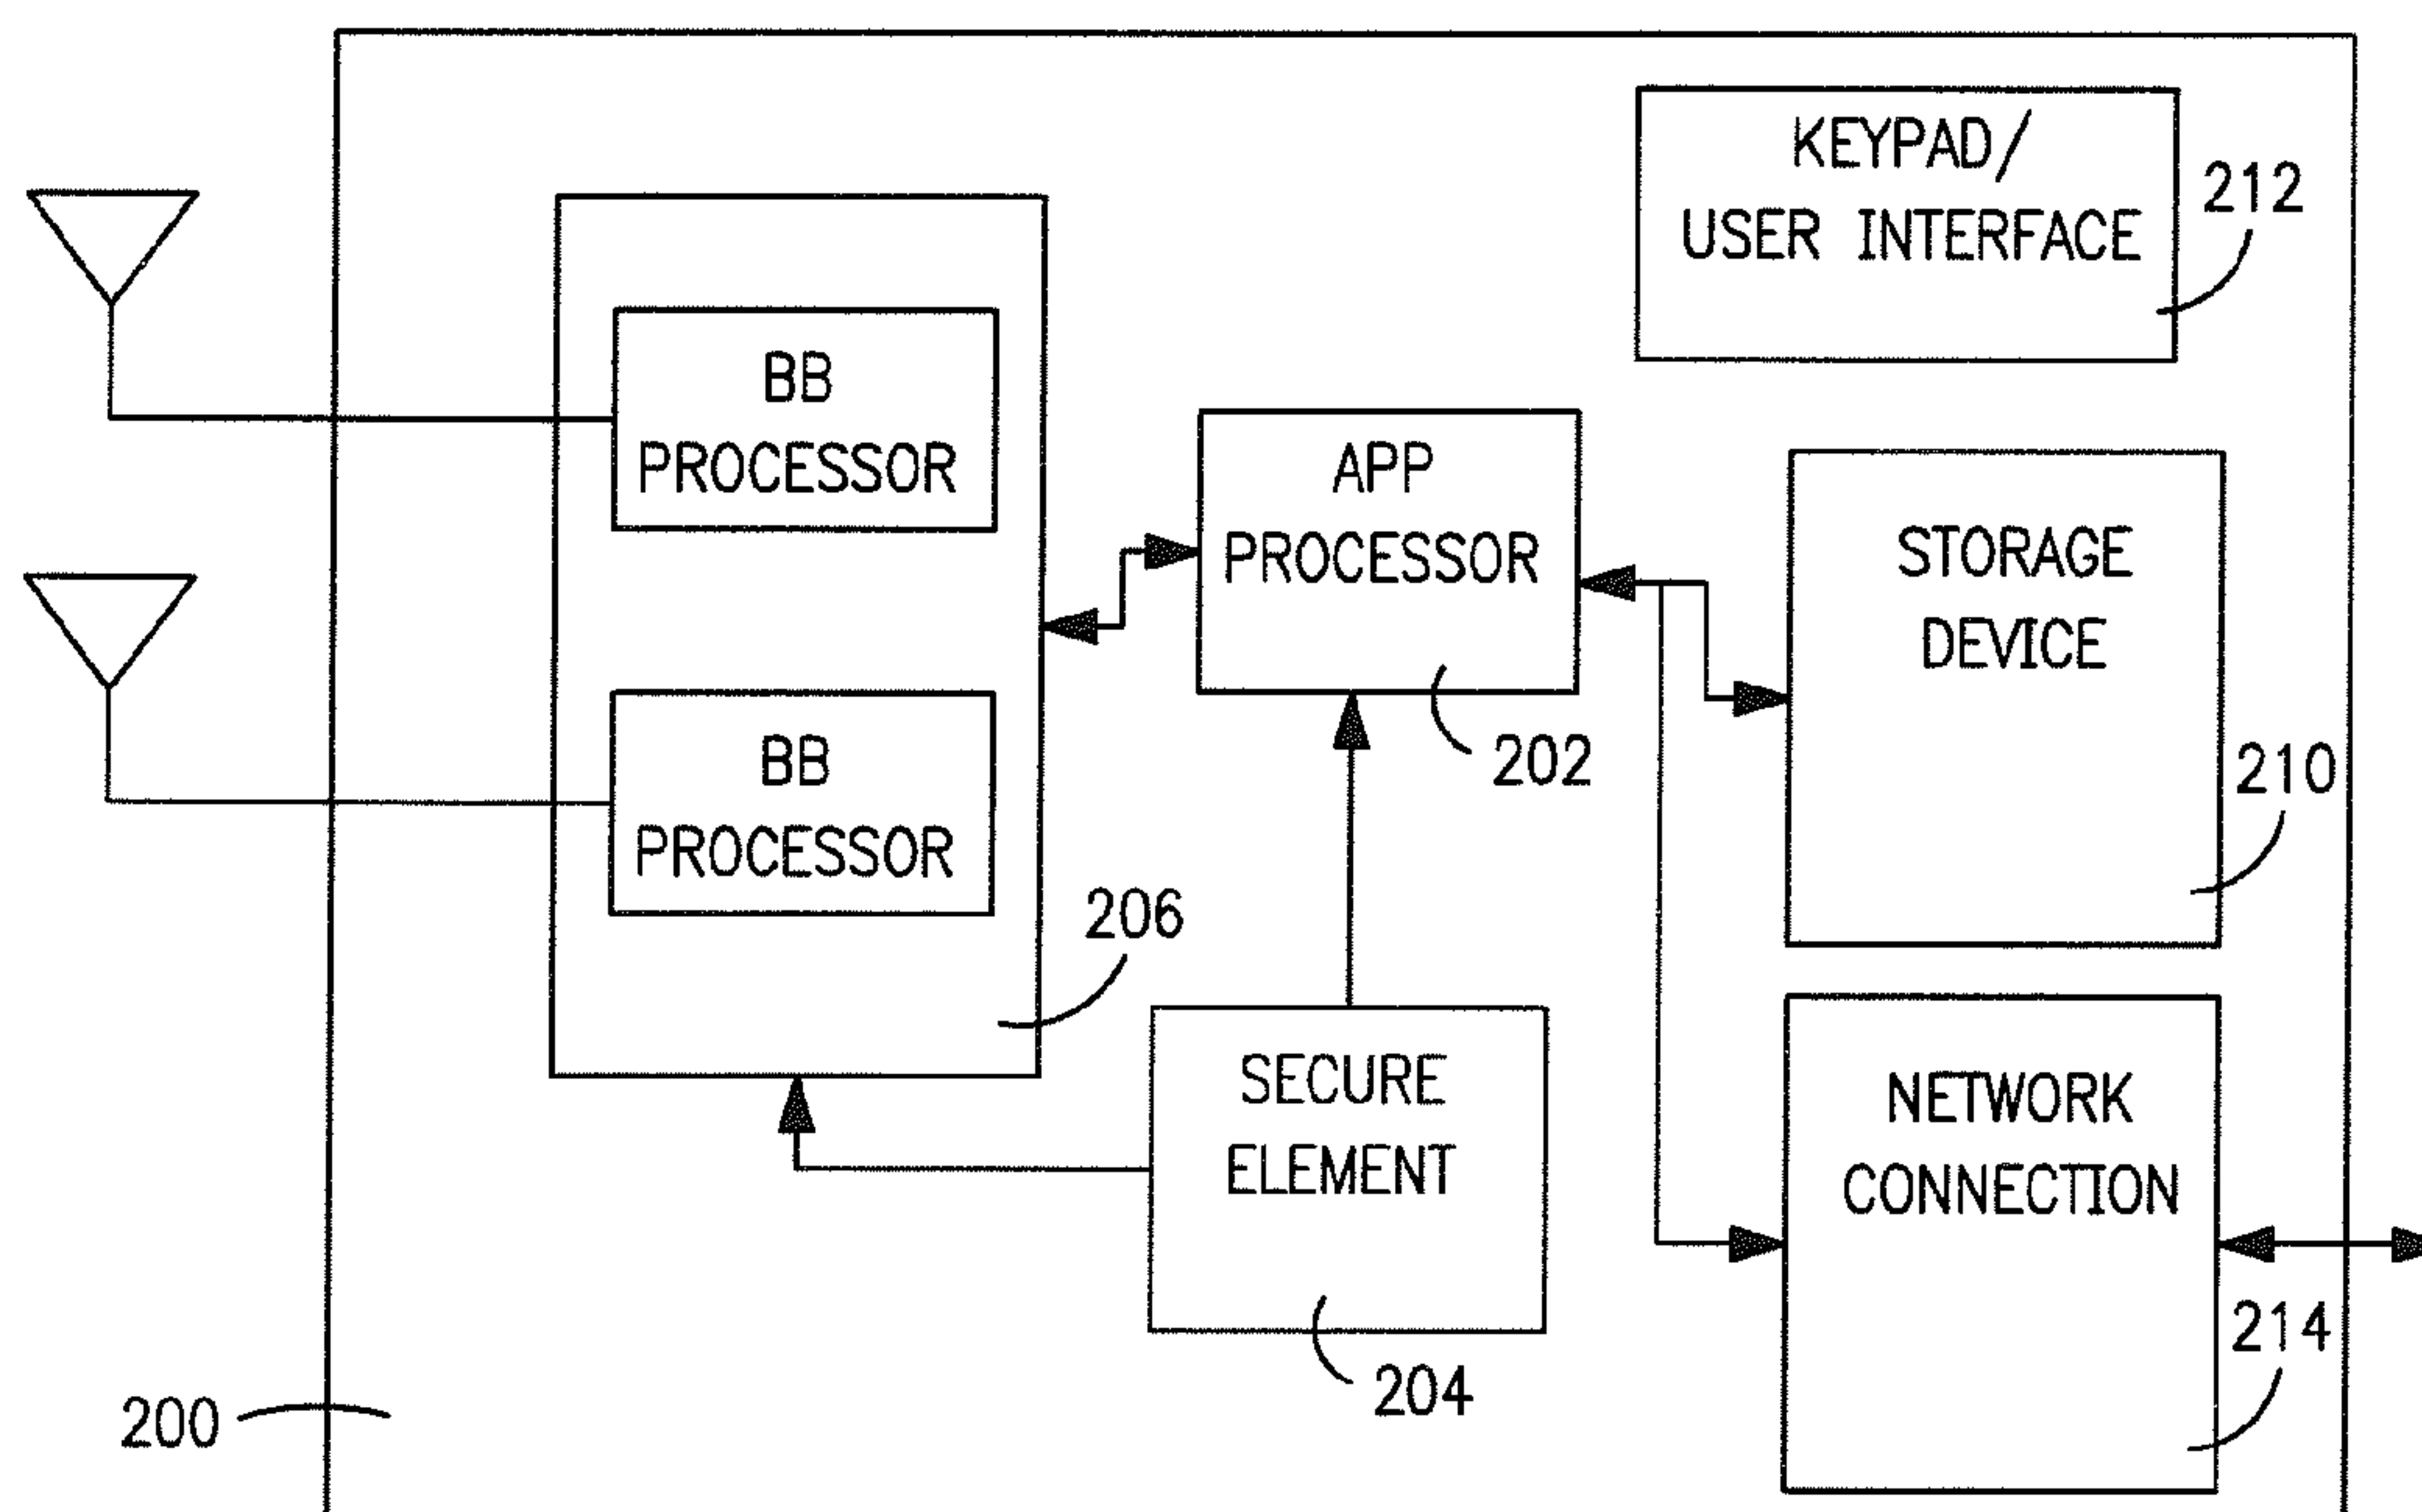 KEYPAD/
USER INTERFACE
212
BB
PROCESSOR
APP
PROCESSOR
202
STORAGE
DEVICE
210
BB
PROCESSOR
206
SECURE
ELEMENT
204
NETWORK
CONNECTION
214
200